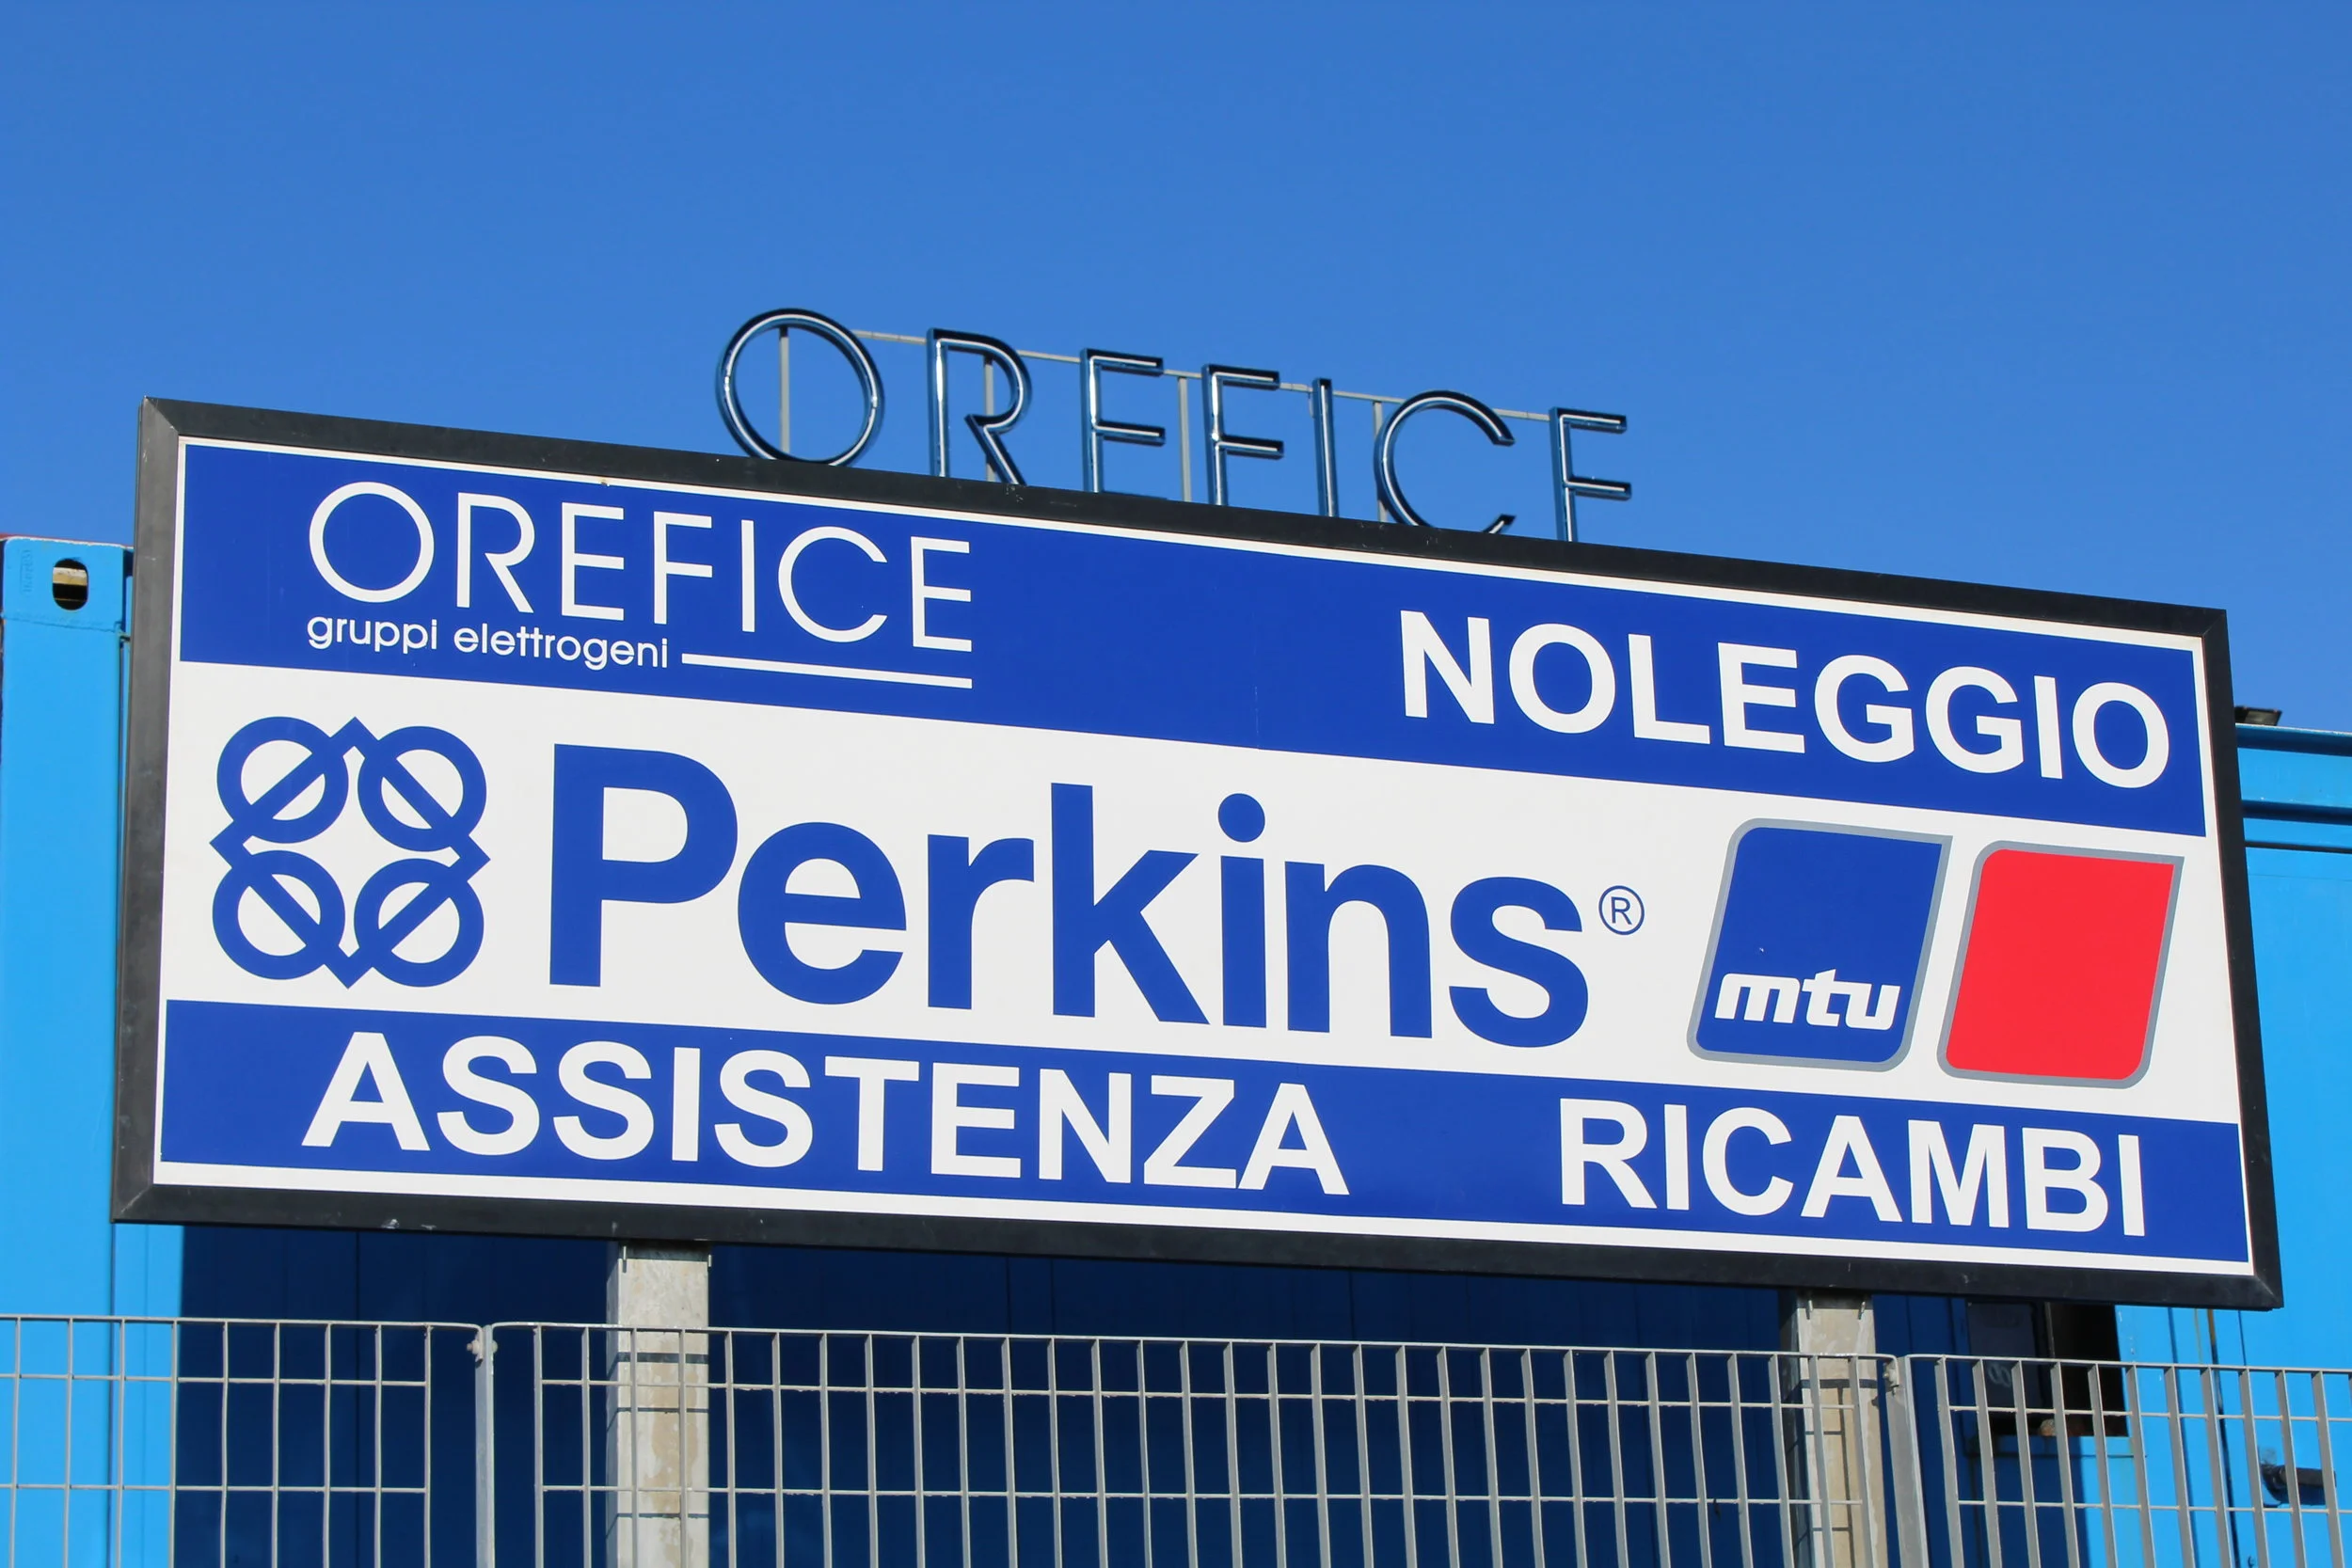 OREFICE
OREFICE
gruppi elettrogeni
NOLEGGIO
Perkins®
mtu
ASSISTENZA RICAMBI